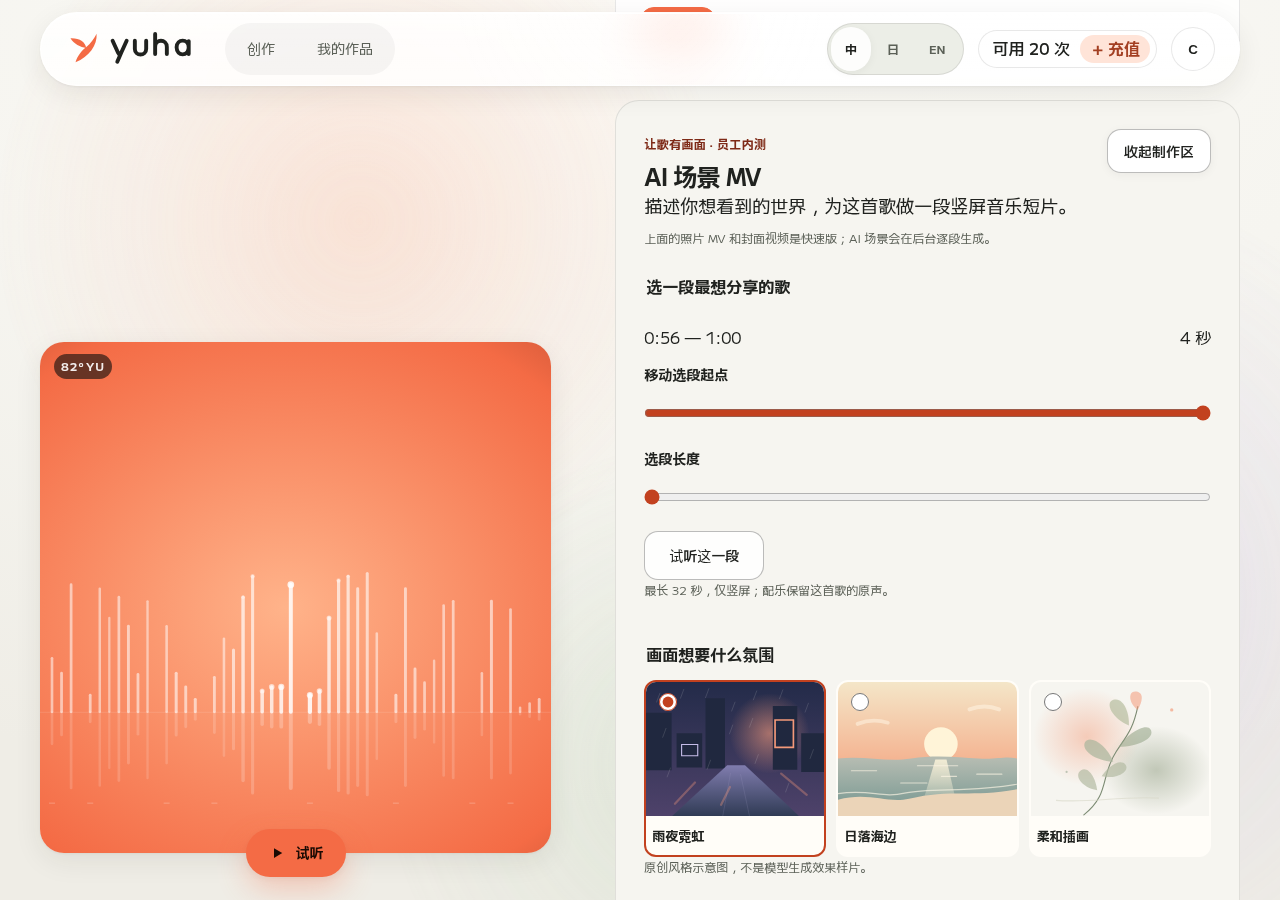 yuha
创作
我的作品
中
日
EN
可用 20 次
+ 充值
C
82°YU
试听
让歌有画面 · 员工内测
AI 场景 MV
收起制作区
描述你想看到的世界，为这首歌做一段竖屏音乐短片。
上面的照片 MV 和封面视频是快速版；AI 场景会在后台逐段生成。
选一段最想分享的歌
0:56 — 1:00
4 秒
移动选段起点
选段长度
试听这一段
最长 32 秒，仅竖屏；配乐保留这首歌的原声。
画面想要什么氛围
雨夜霓虹
日落海边
柔和插画
原创风格示意图，不是模型生成效果样片。